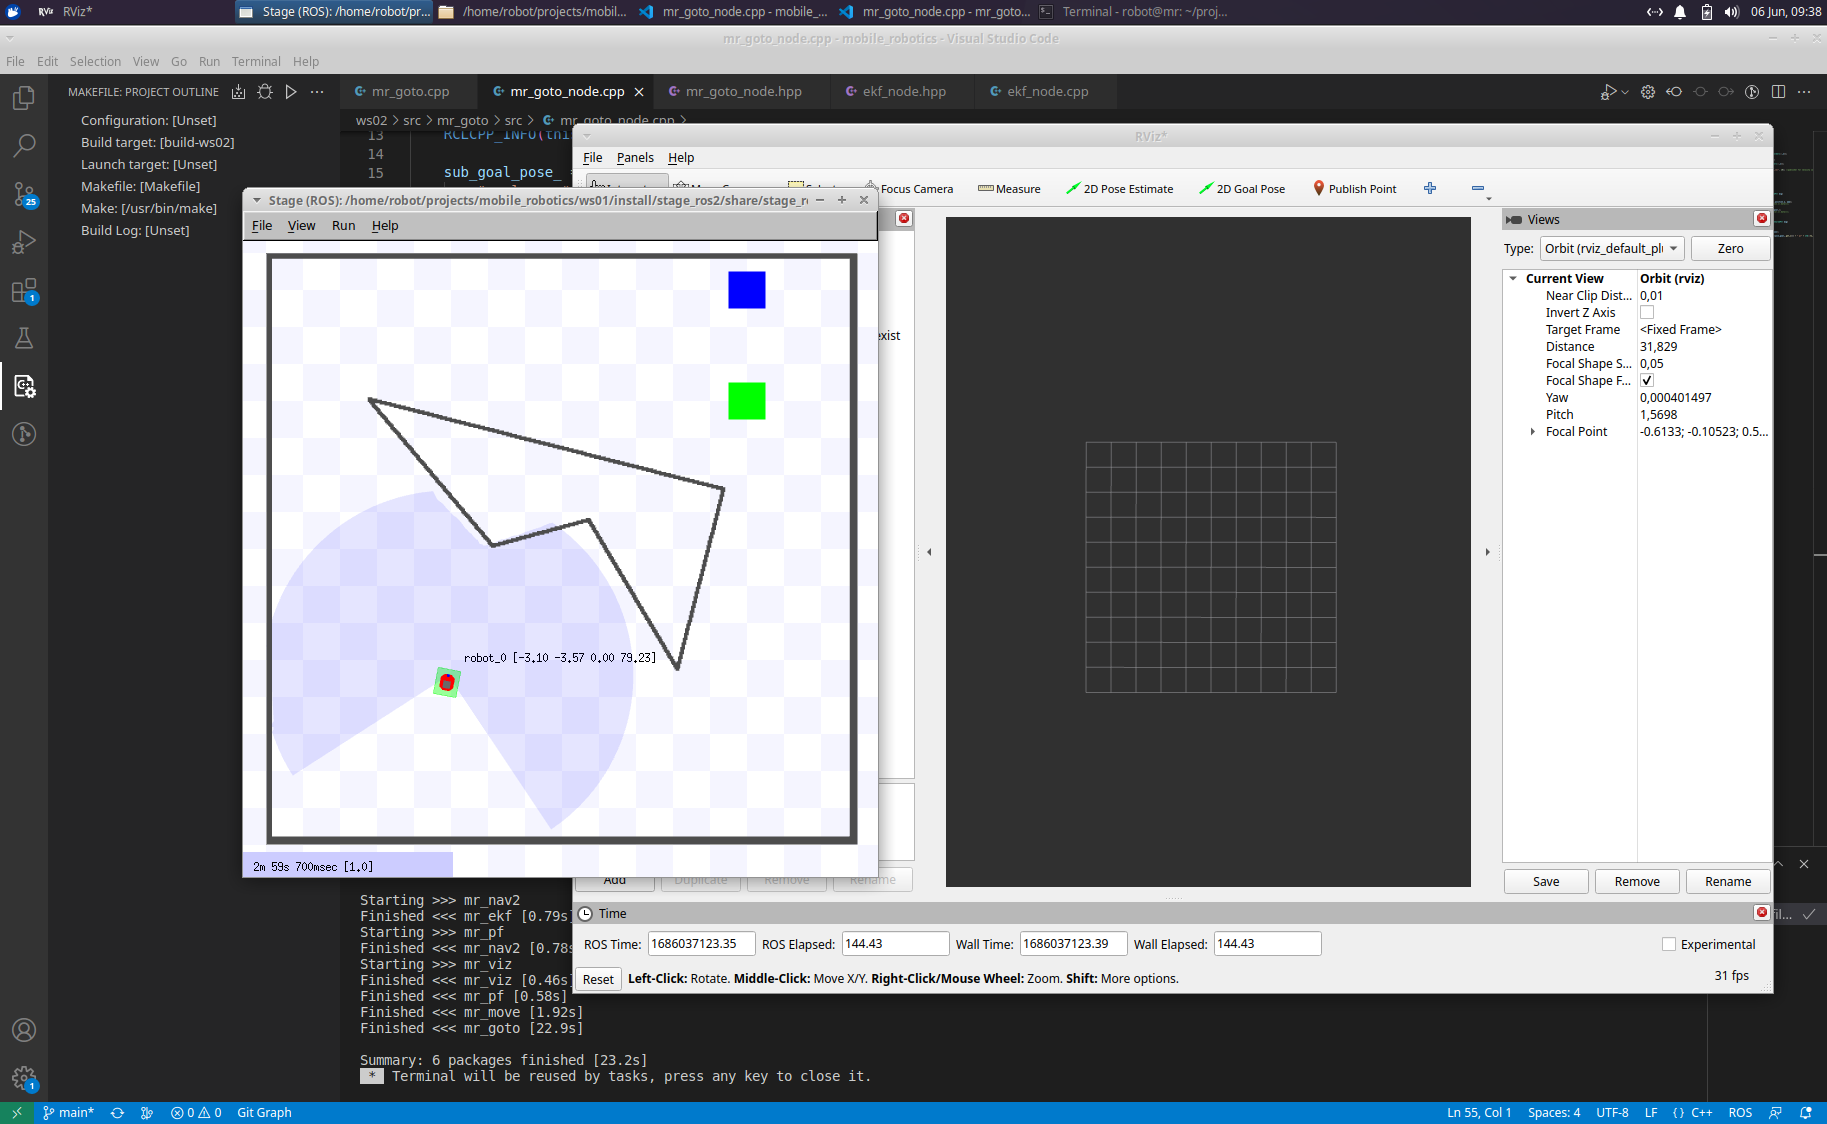 RViz*
Stage (ROS): /home/robot/pr...
/home/robot/projects/mobil...
mr_goto_node.cpp - mobile_...
mr_goto_node.cpp - mr_goto...
Terminal - robot@mr: ~/proj...
06 Jun, 09:38
mr_goto_node.cpp - mobile_robotics - Visual Studio Code
File Edit Selection View Go Run Terminal Help
MAKEFILE: PROJECT OUTLINE
mr_goto.cpp
mr_goto_node.cpp
mr_goto_node.hpp
ekf_node.hpp
ekf_node.cpp
Configuration: [Unset]
Build target: [build-ws02]
Launch target: [Unset]
Makefile: [Makefile]
Make: [/usr/bin/make]
Build Log: [Unset]
25
1
1
ws02 > src > mr_goto > src > mr_goto_node.cpp >
13 RCLCPP_INFO(thi
14
15 sub_goal_pose_ =
RViz*
File Panels Help
Focus Camera
Measure
2D Pose Estimate
2D Goal Pose
Publish Point
Stage (ROS): /home/robot/projects/mobile_robotics/ws01/install/stage_ros2/share/stage_r
File View Run Help
robot_0 [-3.10 -3.57 0.00 79.23]
2m 59s 700msec [1.0]
exist
Add Duplicate Remove Rename
Views
Type: Orbit (rviz_default_pl Zero
Current View Orbit (rviz)
Near Clip Dist... 0,01
Invert Z Axis
Target Frame <Fixed Frame>
Distance 31,829
Focal Shape S... 0,05
Focal Shape F...
Yaw 0,000401497
Pitch 1,5698
Focal Point -0.6133; -0.10523; 0.5...
Save Remove Rename
Time
ROS Time: 1686037123.35 ROS Elapsed: 144.43 Wall Time: 1686037123.39 Wall Elapsed: 144.43 Experimental
Reset Left-Click: Rotate. Middle-Click: Move X/Y. Right-Click/Mouse Wheel: Zoom. Shift: More options. 31 fps
Starting >>> mr_nav2
Finished <<< mr_ekf [0.79s]
Starting >>> mr_pf
Finished <<< mr_nav2 [0.78s
Starting >>> mr_viz
Finished <<< mr_viz [0.46s]
Finished <<< mr_pf [0.58s]
Finished <<< mr_move [1.92s]
Finished <<< mr_goto [22.9s]
Summary: 6 packages finished [23.2s]
* Terminal will be reused by tasks, press any key to close it.
main* 0 0 Git Graph
Ln 55, Col 1 Spaces: 4 UTF-8 LF {} C++ ROS